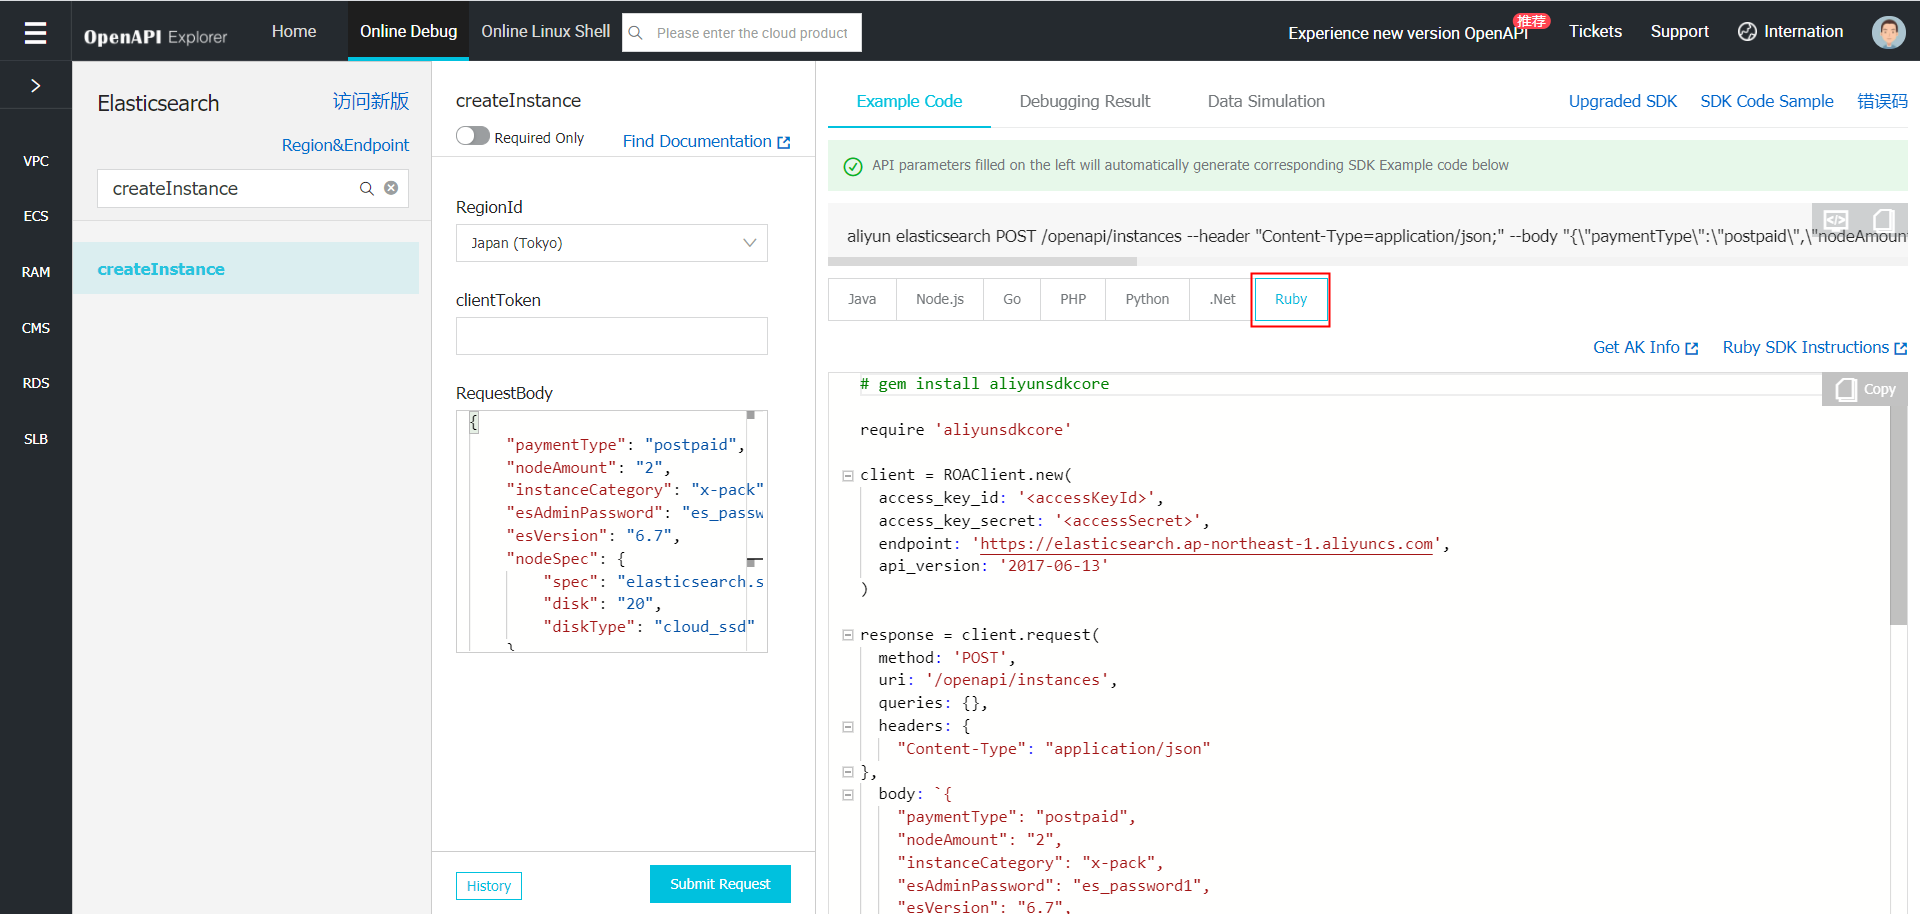 OpenAPI Explorer
Home
Online Debug
Online Linux Shell
Please enter the cloud product
Experience new version OpenAPI
推荐
Tickets
Support
Internation
VPC
ECS
RAM
CMS
RDS
SLB
Elasticsearch
访问新版
Region&Endpoint
createInstance
createInstance
createInstance
Required Only
Find Documentation
RegionId
Japan (Tokyo)
clientToken
RequestBody
{
"paymentType": "postpaid",
"nodeAmount": "2",
"instanceCategory": "x-pack"
"esAdminPassword": "es_passw
"esVersion": "6.7",
"nodeSpec": {
"spec": "elasticsearch.s
"disk": "20",
"diskType": "cloud_ssd"
}
History
Submit Request
Example Code
Debugging Result
Data Simulation
Upgraded SDK
SDK Code Sample
错误码
API parameters filled on the left will automatically generate corresponding SDK Example code below
aliyun elasticsearch POST /openapi/instances --header "Content-Type=application/json;" --body "{\"paymentType\":\"postpaid\",\"nodeAmoun
Java
Node.js
Go
PHP
Python
.Net
Ruby
Get AK Info
Ruby SDK Instructions
Copy
# gem install aliyunsdkcore
require 'aliyunsdkcore'
client = ROAClient.new(
access_key_id: '<accessKeyId>',
access_key_secret: '<accessSecret>',
endpoint: 'https://elasticsearch.ap-northeast-1.aliyuncs.com',
api_version: '2017-06-13'
)
response = client.request(
method: 'POST',
uri: '/openapi/instances',
queries: {},
headers: {
"Content-Type": "application/json"
},
body: `{
"paymentType": "postpaid",
"nodeAmount": "2",
"instanceCategory": "x-pack",
"esAdminPassword": "es_password1",
"esVersion": "6.7",